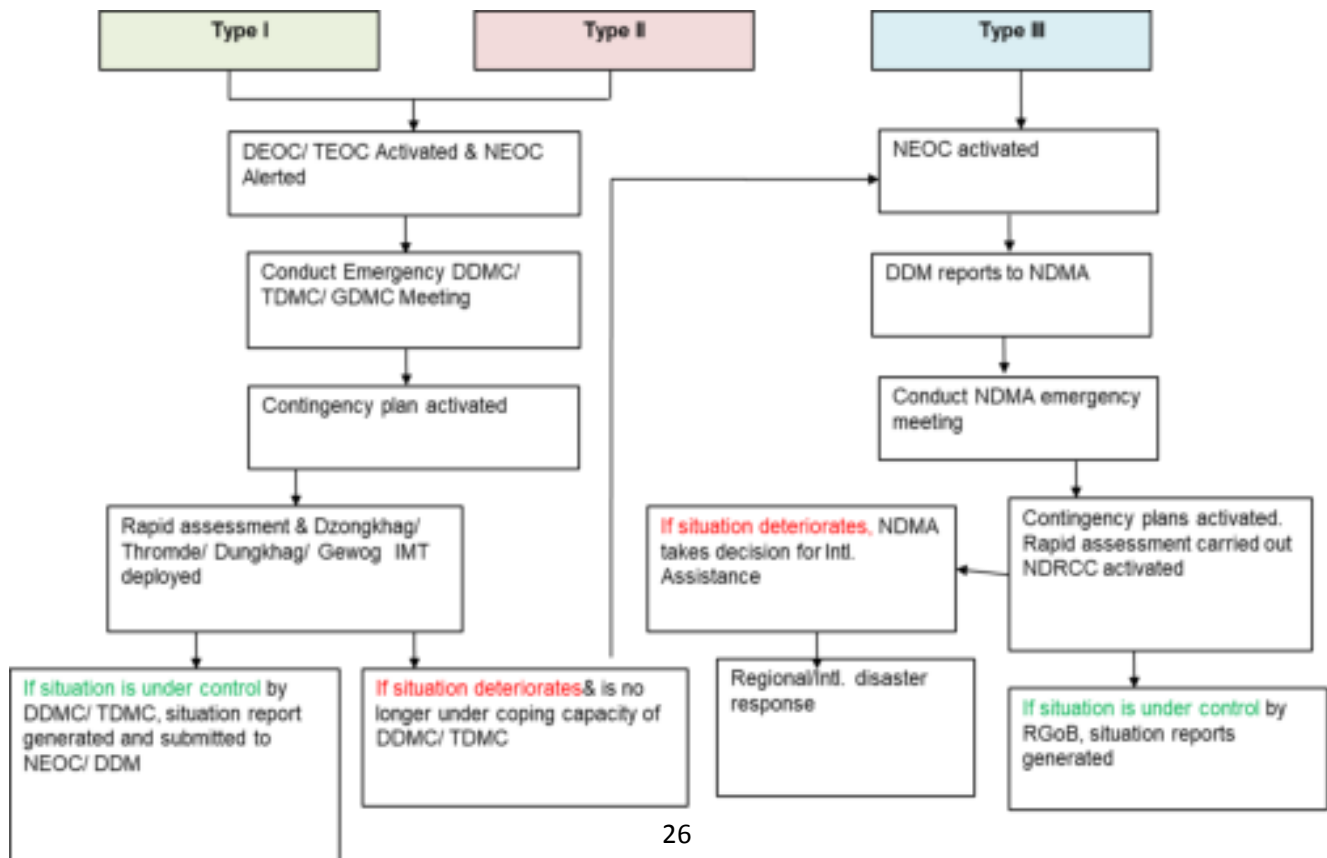 Type I
Type II
Type III
DEOC/ TEOC Activated & NEOC
Alerted
Conduct Emergency DDMC/
TDMC/ GDMC Meeting
Contingency plan activated
Rapid assessment & Dzongkhag/
Thromde/ Dungkhag/ Gewog IMT
deployed
If situation is under control by
DDMC/ TDMC, situation report
generated and submitted to
NEOC/ DDM
If situation deteriorates& is no
longer under coping capacity of
DDMC/ TDMC
NEOC activated
DDM reports to NDMA
Conduct NDMA emergency
meeting
Contingency plans activated.
Rapid assessment carried out
NDRCC activated
If situation deteriorates, NDMA
takes decision for Intl.
Assistance
Regional/Intl. disaster
response
If situation is under control by
RGoB, situation reports
generated
26